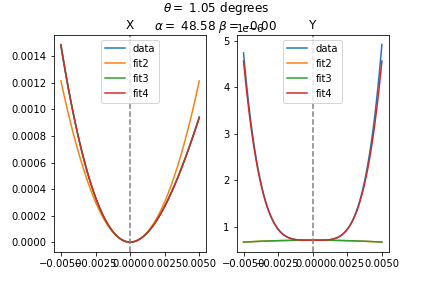 θ = 1.05 degrees
α = 48.58 β = −0.00
X
Y
1e−6
data
fit2
fit3
fit4
data
fit2
fit3
fit4
0.0014
0.0012
0.0010
0.0008
0.0006
0.0004
0.0002
0.0000
5
4
3
2
1
−0.0050 −0.0025 0.0000 0.0025 0.0050
−0.0050 −0.0025 0.0000 0.0025 0.0050